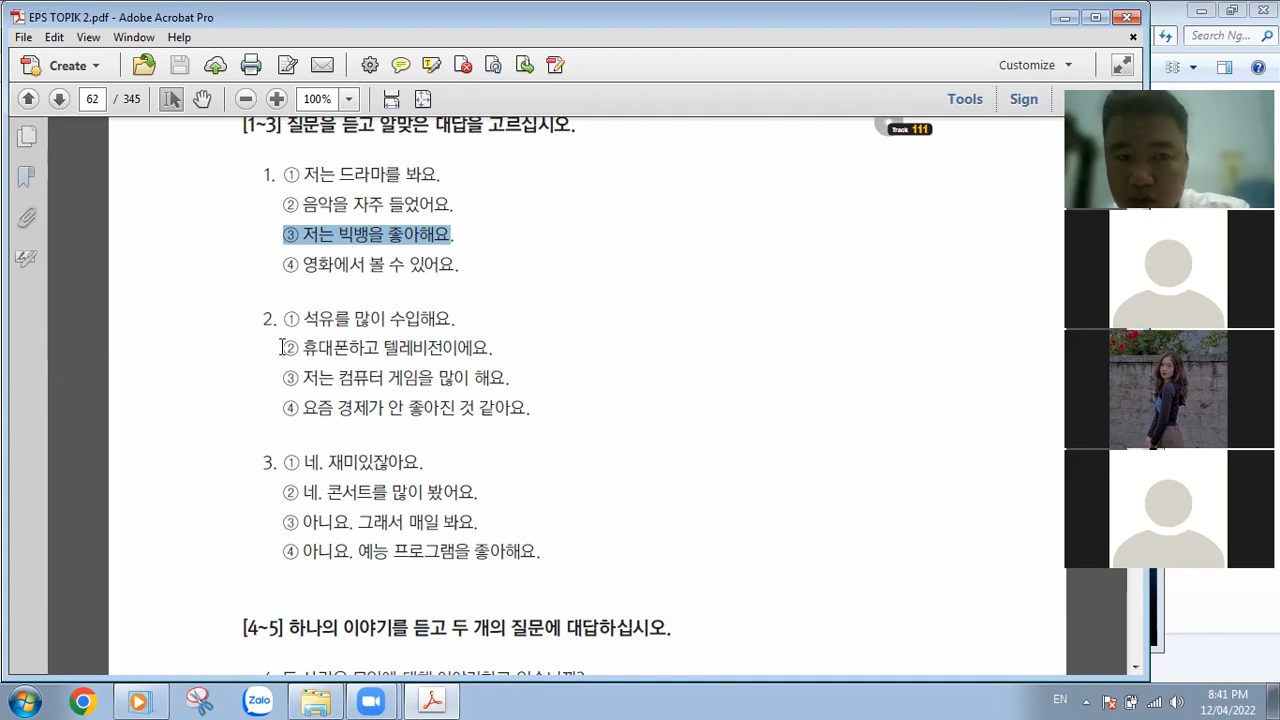 EPS TOPIK 2.pdf - Adobe Acrobat Pro
File Edit View Window Help
Create
Customize
62 / 345
100%
Tools Sign
Search Ng...
[1~3] 질문을 듣고 알맞은 대답을 고르십시오.
Track 111
1. ① 저는 드라마를 봐요.
② 음악을 자주 들었어요.
③ 저는 빅뱅을 좋아해요.
④ 영화에서 볼 수 있어요.
2. ① 석유를 많이 수입해요.
② 휴대폰하고 텔레비전이에요.
③ 저는 컴퓨터 게임을 많이 해요.
④ 요즘 경제가 안 좋아진 것 같아요.
3. ① 네. 재미있잖아요.
② 네. 콘서트를 많이 봤어요.
③ 아니요. 그래서 매일 봐요.
④ 아니요. 예능 프로그램을 좋아해요.
[4~5] 하나의 이야기를 듣고 두 개의 질문에 대답하십시오.
Zalo
EN
8:41 PM
12/04/2022